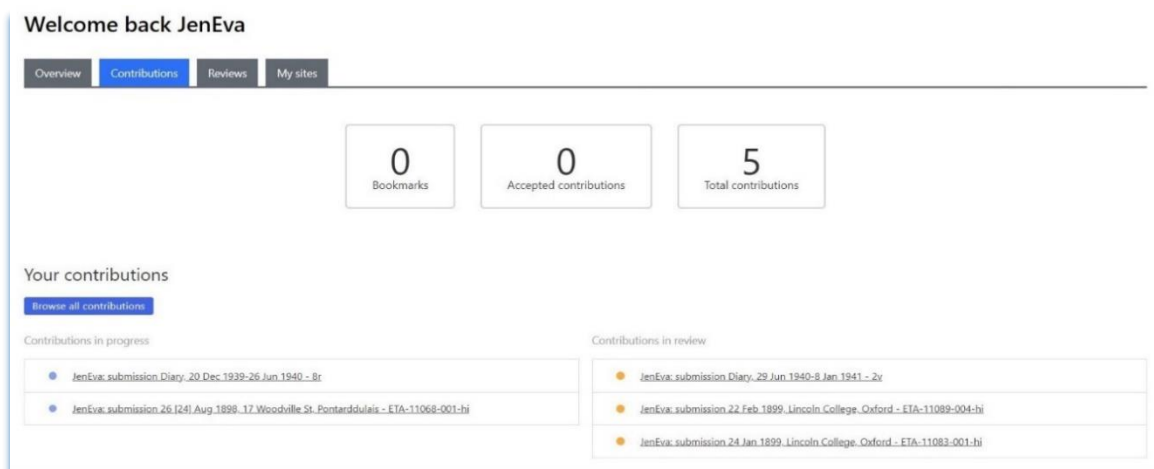 Welcome back JenEva
Overview Contributions Reviews My sites
0 0 5
Bookmarks Accepted contributions Total contributions
Your contributions
Browse all contributions
Contributions in progress
JenEva: submission Diary, 20 Dec 1939-26 Jun 1940 - 8r
JenEva: submission 26 [24] Aug 1898, 17 Woodville St, Pontarddulais - ETA-11068-001-hi
Contributions in review
JenEva: submission Diary, 29 Jun 1940-8 Jan 1941 - 2v
JenEva: submission 22 Feb 1899, Lincoln College, Oxford - ETA-11089-004-hi
JenEva: submission 24 Jan 1899, Lincoln College, Oxford - ETA-11083-001-hi